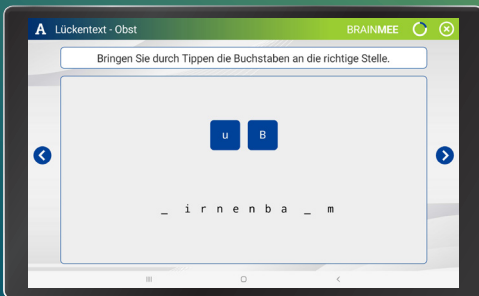 A Lückentext - Obst BRAINMEE
Bringen Sie durch Tippen die Buchstaben an die richtige Stelle.
u B
_ i r n e n b a _ m